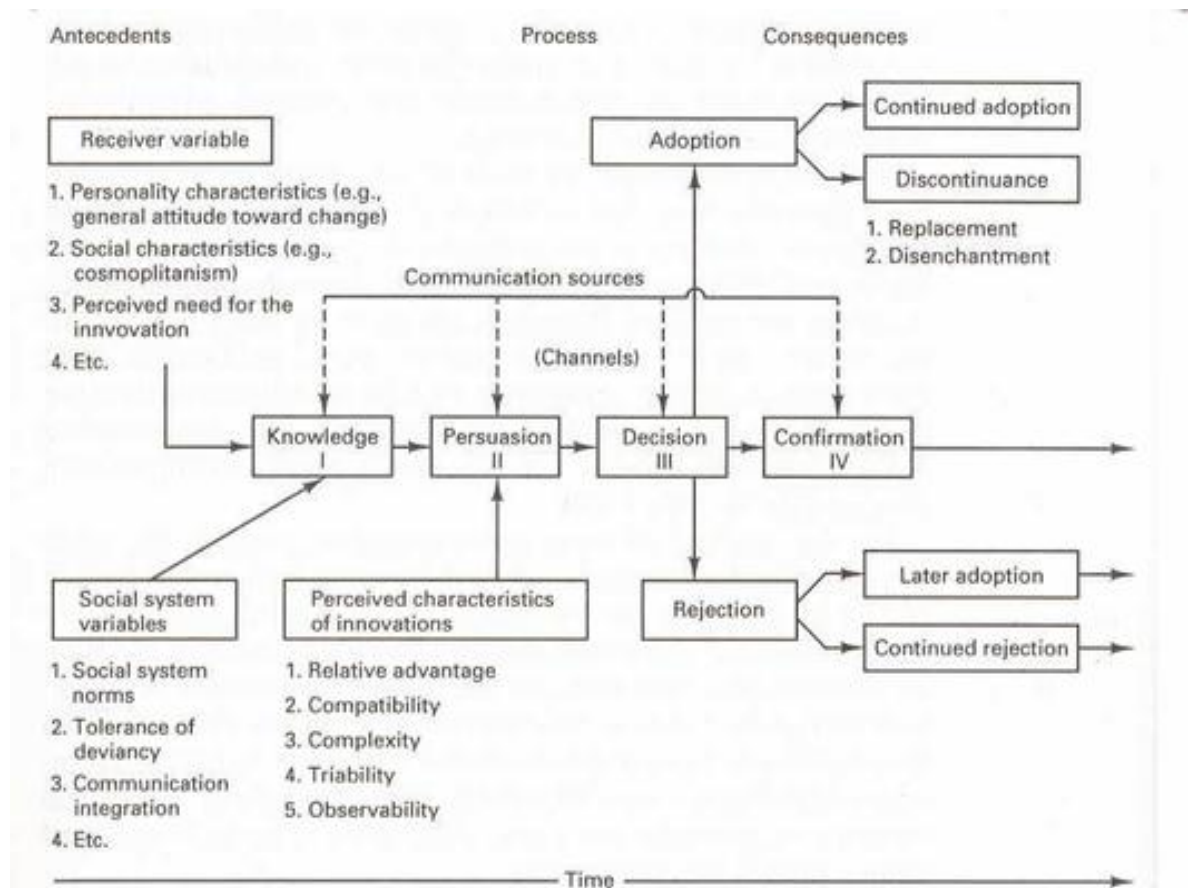 Antecedents
Process
Consequences
Receiver variable
1. Personality characteristics (e.g.,
general attitude toward change)
2. Social characteristics (e.g.,
cosmoplitanism)
3. Perceived need for the
innvovation
4. Etc.
Adoption
Continued adoption
Discontinuance
1. Replacement
2. Disenchantment
Communication sources
(Channels)
Knowledge
I
Persuasion
II
Decision
III
Confirmation
IV
Social system
variables
1. Social system
norms
2. Tolerance of
deviancy
3. Communication
integration
4. Etc.
Perceived characteristics
of innovations
1. Relative advantage
2. Compatibility
3. Complexity
4. Triability
5. Observability
Rejection
Later adoption
Continued rejection
Time